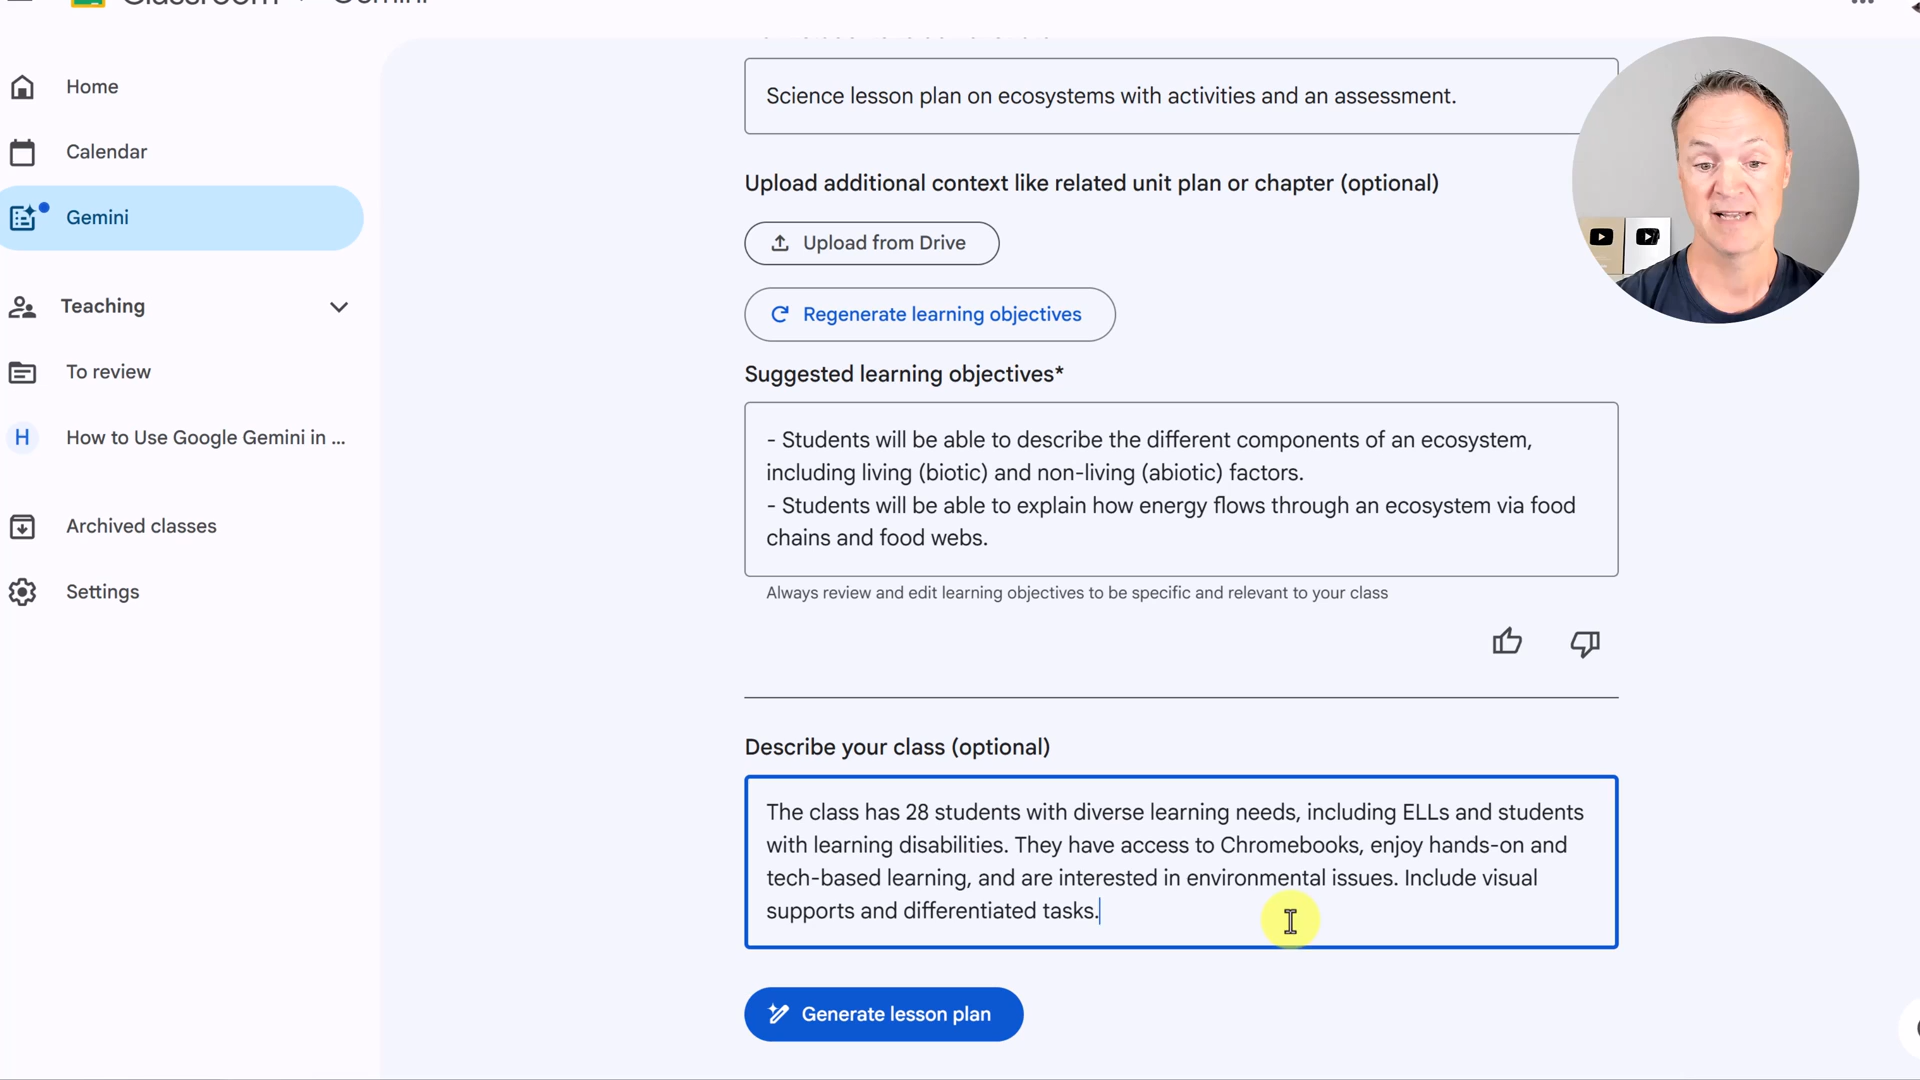 Classroom
Gemini
Home
Calendar
Gemini
Teaching
To review
H How to Use Google Gemini in ...
Archived classes
Settings
Science lesson plan on ecosystems with activities and an assessment.
Upload additional context like related unit plan or chapter (optional)
Upload from Drive
Regenerate learning objectives
Suggested learning objectives*
- Students will be able to describe the different components of an ecosystem,
including living (biotic) and non-living (abiotic) factors.
- Students will be able to explain how energy flows through an ecosystem via food
chains and food webs.
Always review and edit learning objectives to be specific and relevant to your class
Describe your class (optional)
The class has 28 students with diverse learning needs, including ELLs and students
with learning disabilities. They have access to Chromebooks, enjoy hands-on and
tech-based learning, and are interested in environmental issues. Include visual
supports and differentiated tasks.
Generate lesson plan